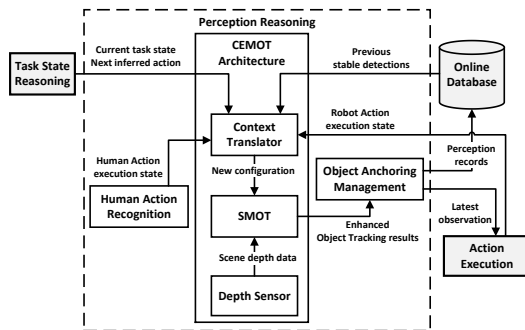 Perception Reasoning
CEMOT
Architecture
Task State
Reasoning
Current task state
Next inferred action
Previous
stable detections
Online
Database
Robot Action
execution state
Context
Translator
Human Action
execution state
Perception
records
New configuration
Object Anchoring
Management
Human Action
Recognition
SMOT
Latest
observation
Enhanced
Object Tracking results
Action
Execution
Scene depth data
Depth Sensor